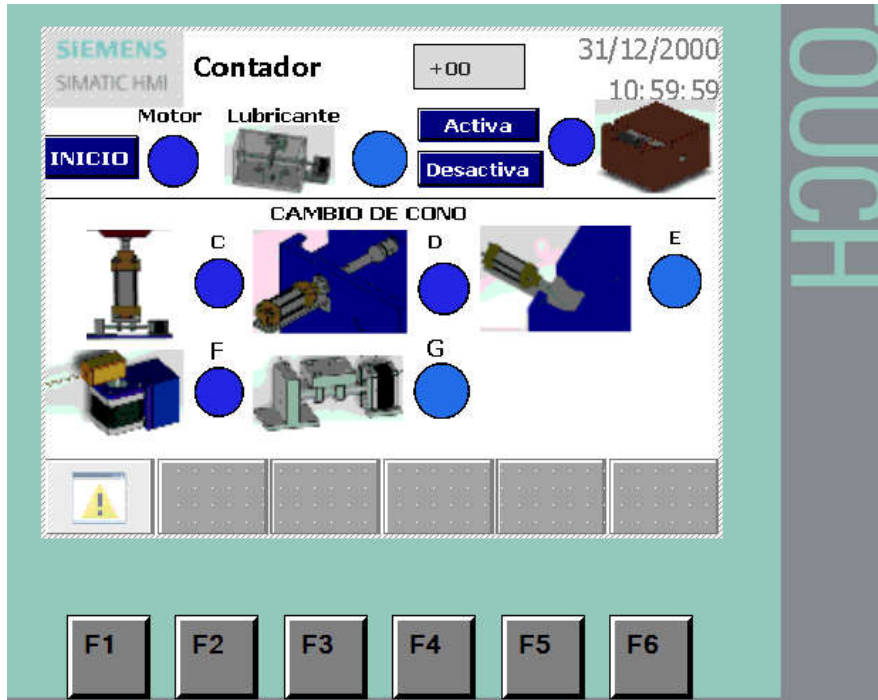 SIEMENS
SIMATIC HMI
Contador
+00
31/12/2000
10:59:59
Motor
Lubricante
INICIO
Activa
Desactiva
CAMBIO DE CONO
C
D
E
F
G
F1
F2
F3
F4
F5
F6
TOUCH